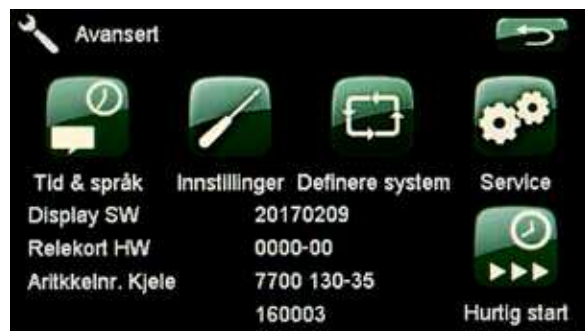 Avansert
Tid & språk Innstillinger Definere system Service
Display SW 20170209
Relekort HW 0000-00
Aritkkelnr. Kjele 7700 130-35
160003
Hurtig start